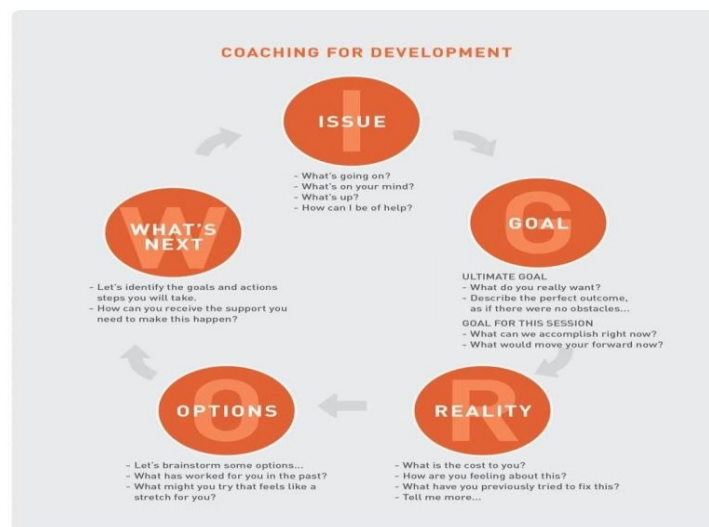 COACHING FOR DEVELOPMENT
I
ISSUE
- What's going on?
- What's on your mind?
- What's up?
- How can I be of help?
G
GOAL
ULTIMATE GOAL
- What do you really want?
- Describe the perfect outcome,
as if there were no obstacles...
GOAL FOR THIS SESSION
- What can we accomplish right now?
- What would move your forward now?
R
REALITY
- What is the cost to you?
- How are you feeling about this?
- What have you previously tried to fix this?
- Tell me more...
O
OPTIONS
- Let's brainstorm some options...
- What has worked for you in the past?
- What might you try that feels like a
stretch for you?
W
WHAT'S
NEXT
- Let's identify the goals and actions
steps you will take.
- How can you receive the support you
need to make this happen?